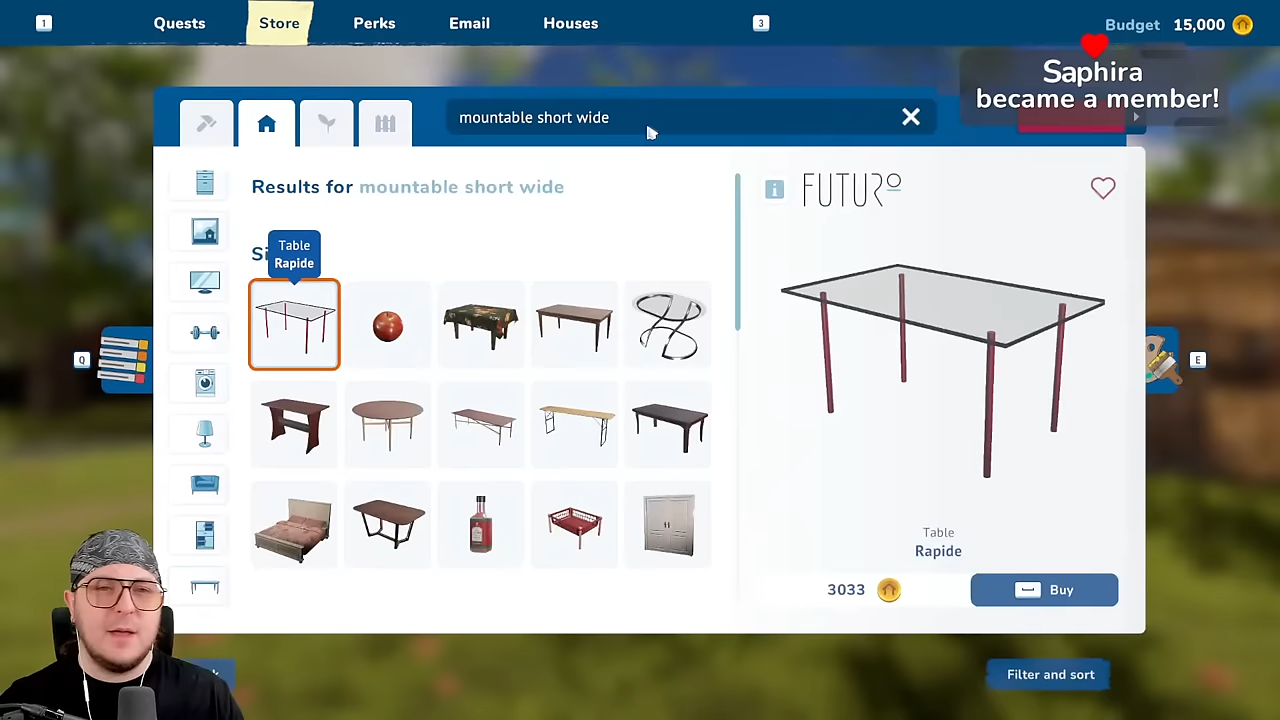 1
Quests
Store
Perks
Email
Houses
3
Budget 15,000
Saphira
became a member!
mountable short wide
Results for mountable short wide
Table
Rapide
FUTURO
Q
E
Table
Rapide
3033
Buy
Filter and sort